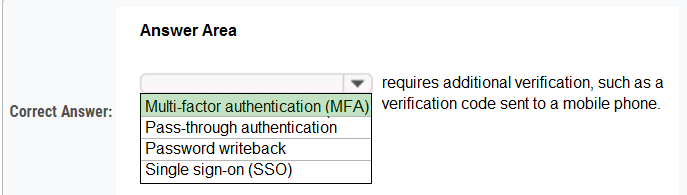 Answer Area
requires additional verification, such as a
verification code sent to a mobile phone.
Correct Answer:
Multi-factor authentication (MFA)
Pass-through authentication
Password writeback
Single sign-on (SSO)